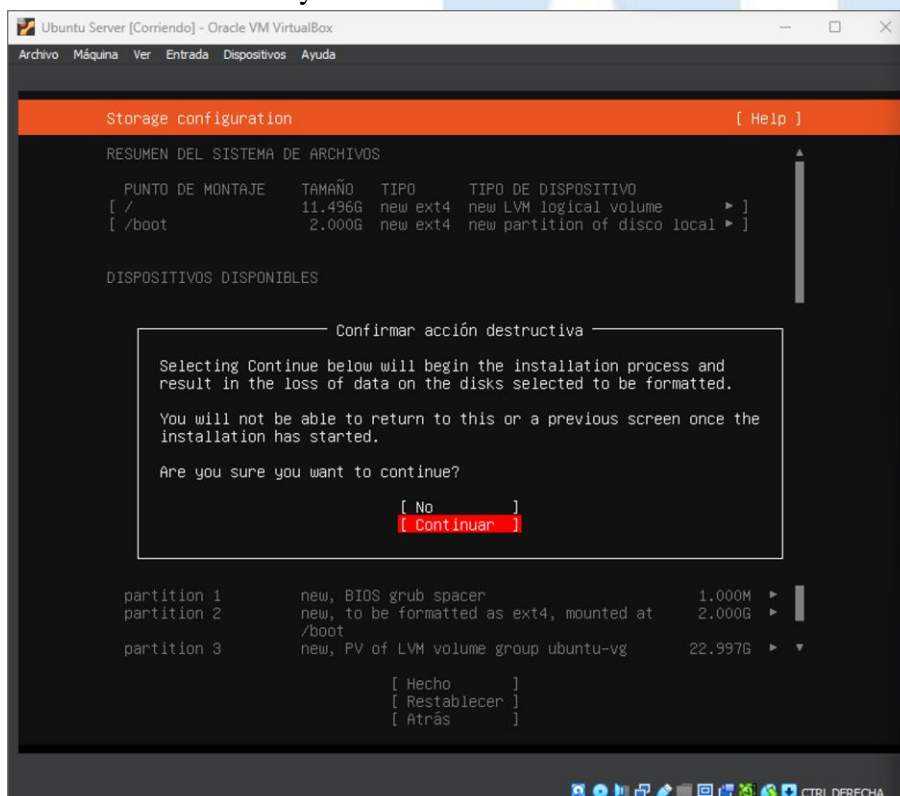 y
Ubuntu Server [Corriendo] - Oracle VM VirtualBox
Archivo Máquina Ver Entrada Dispositivos Ayuda
Storage configuration [ Help ]
RESUMEN DEL SISTEMA DE ARCHIVOS
PUNTO DE MONTAJE TAMAÑO TIPO TIPO DE DISPOSITIVO
[ / 11.496G new ext4 new LVM logical volume ▸ ]
[ /boot 2.000G new ext4 new partition of disco local ▸ ]
DISPOSITIVOS DISPONIBLES
Confirmar acción destructiva
Selecting Continue below will begin the installation process and
result in the loss of data on the disks selected to be formatted.
You will not be able to return to this or a previous screen once the
installation has started.
Are you sure you want to continue?
[ No ]
[ Continuar ]
partition 1 new, BIOS grub spacer 1.000M ▸
partition 2 new, to be formatted as ext4, mounted at 2.000G ▸
/boot
partition 3 new, PV of LVM volume group ubuntu-vg 22.997G ▸
[ Hecho ]
[ Restablecer ]
[ Atrás ]
CTRL DERECHA